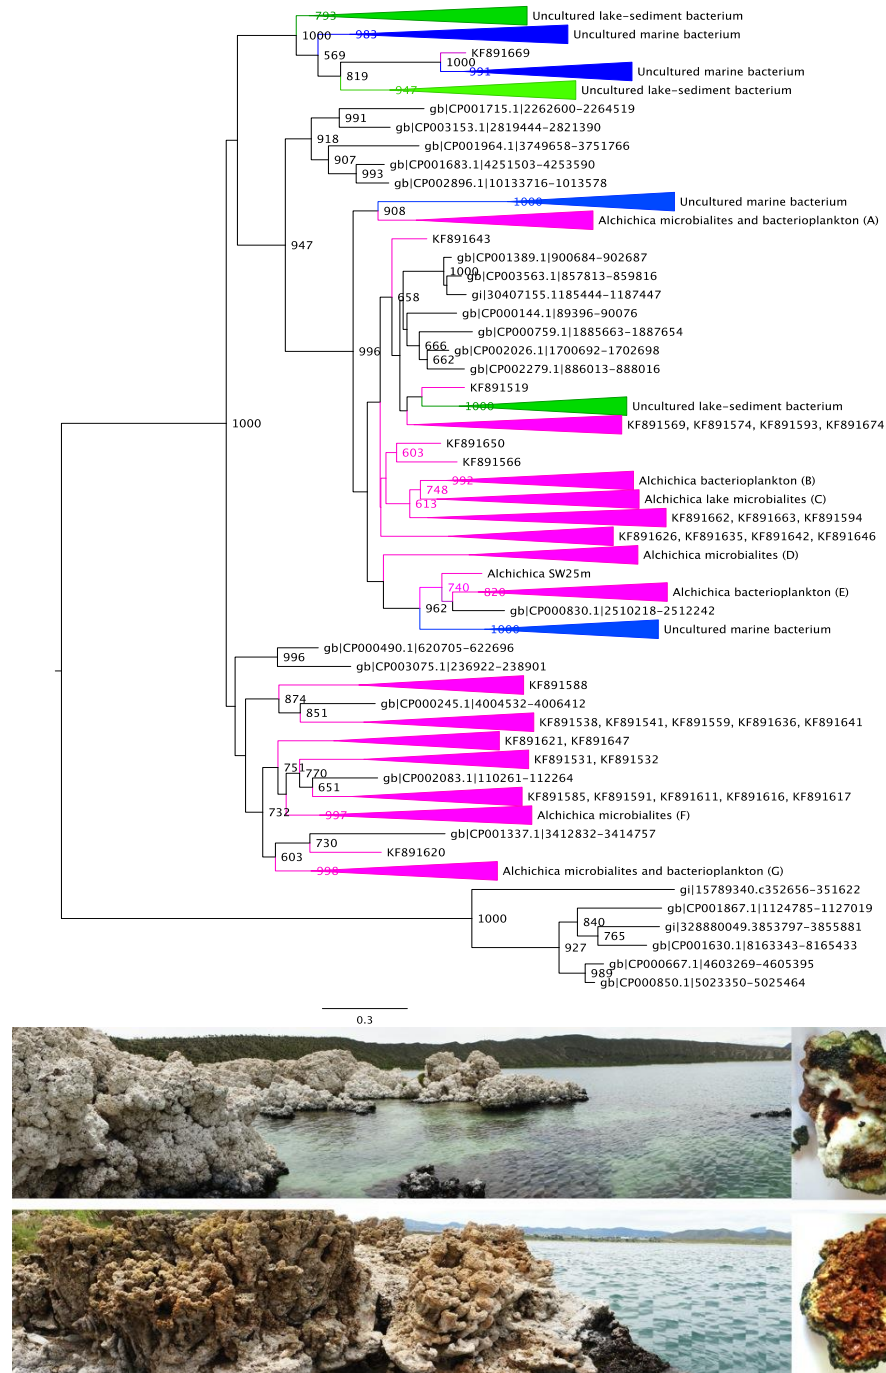 793 Uncultured lake-sediment bacterium
1000 983 Uncultured marine bacterium
569 KF891669
1000
819 991 Uncultured marine bacterium
947 Uncultured lake-sediment bacterium
gb|CP001715.1|2262600-2264519
991
gb|CP003153.1|2819444-2821390
918
gb|CP001964.1|3749658-3751766
907
gb|CP001683.1|4251503-4253590
993
gb|CP002896.1|10133716-1013578
1000 Uncultured marine bacterium
908
Alchichica microbialites and bacterioplankton (A)
947
KF891643
gb|CP001389.1|900684-902687
1000
gb|CP003563.1|857813-859816
658 gi|30407155.1185444-1187447
gb|CP000144.1|89396-90076
gb|CP000759.1|1885663-1887654
666
996 gb|CP002026.1|1700692-1702698
662
gb|CP002279.1|886013-888016
KF891519
1000 Uncultured lake-sediment bacterium
1000 KF891569, KF891574, KF891593, KF891674
KF891650
603
KF891566
992 Alchichica bacterioplankton (B)
748
Alchichica lake microbialites (C)
613
KF891662, KF891663, KF891594
KF891626, KF891635, KF891642, KF891646
Alchichica microbialites (D)
Alchichica SW25m
740
820 Alchichica bacterioplankton (E)
962 gb|CP000830.1|2510218-2512242
1000 Uncultured marine bacterium
gb|CP000490.1|620705-622696
996
gb|CP003075.1|236922-238901
KF891588
874
gb|CP000245.1|4004532-4006412
851
KF891538, KF891541, KF891559, KF891636, KF891641
KF891621, KF891647
KF891531, KF891532
751
770
gb|CP002083.1|110261-112264
651
KF891585, KF891591, KF891611, KF891616, KF891617
732 997 Alchichica microbialites (F)
gb|CP001337.1|3412832-3414757
730
KF891620
603
998 Alchichica microbialites and bacterioplankton (G)
gi|15789340.c352656-351622
gb|CP001867.1|1124785-1127019
1000 840
gi|328880049.3853797-3855881
765
gb|CP001630.1|8163343-8165433
927
gb|CP000667.1|4603269-4605395
989
gb|CP000850.1|5023350-5025464
0.3